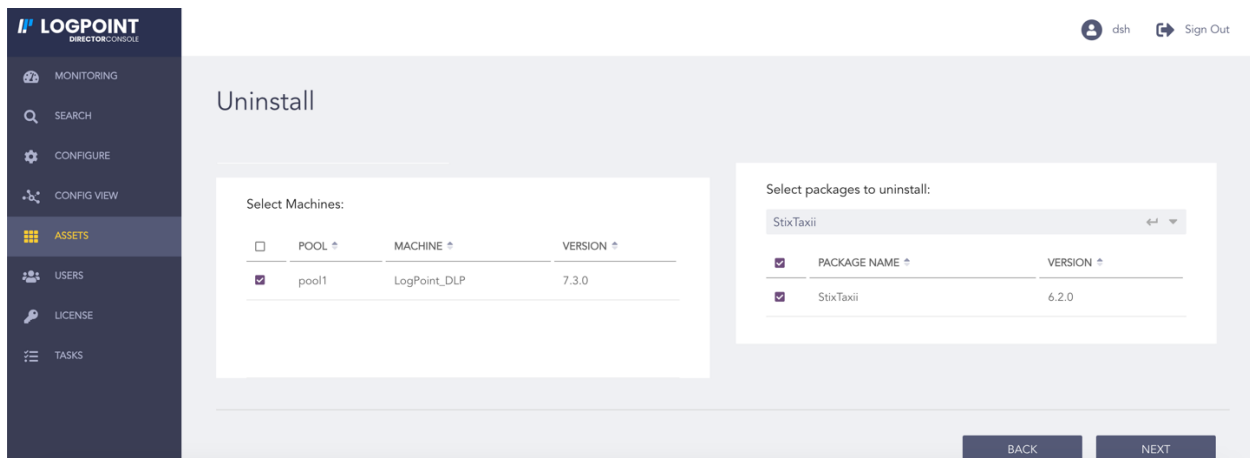 LOGPOINT
DIRECTORCONSOLE
dsh
Sign Out
MONITORING
SEARCH
CONFIGURE
CONFIG VIEW
ASSETS
USERS
LICENSE
TASKS
Uninstall
Select Machines:
POOL MACHINE VERSION
pool1 LogPoint_DLP 7.3.0
Select packages to uninstall:
StixTaxii
PACKAGE NAME VERSION
StixTaxii 6.2.0
BACK NEXT